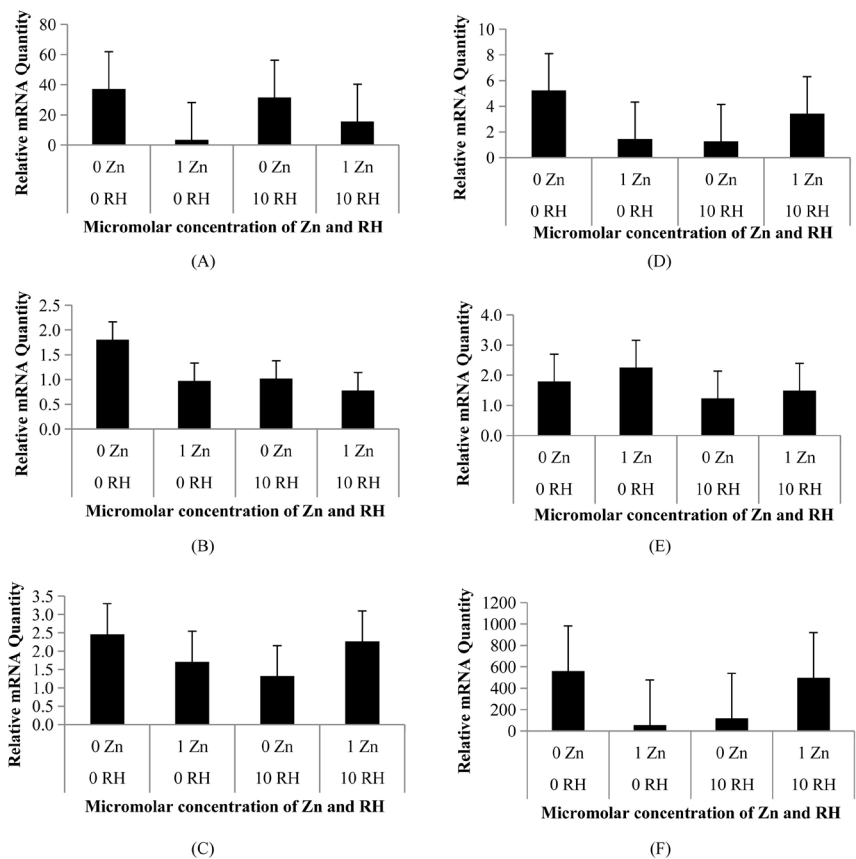 Relative mRNA Quantity
80
60
40
20
0
0 Zn 1 Zn 0 Zn 1 Zn
0 RH 0 RH 10 RH 10 RH
Micromolar concentration of Zn and RH
(A)
Relative mRNA Quantity
10
8
6
4
2
0
0 Zn 1 Zn 0 Zn 1 Zn
0 RH 0 RH 10 RH 10 RH
Micromolar concentration of Zn and RH
(D)
Relative mRNA Quantity
2.5
2.0
1.5
1.0
0.5
0.0
0 Zn 1 Zn 0 Zn 1 Zn
0 RH 0 RH 10 RH 10 RH
Micromolar concentration of Zn and RH
(B)
Relative mRNA Quantity
4.0
3.0
2.0
1.0
0.0
0 Zn 1 Zn 0 Zn 1 Zn
0 RH 0 RH 10 RH 10 RH
Micromolar concentration of Zn and RH
(E)
Relative mRNA Quantity
3.5
3.0
2.5
2.0
1.5
1.0
0.5
0.0
0 Zn 1 Zn 0 Zn 1 Zn
0 RH 0 RH 10 RH 10 RH
Micromolar concentration of Zn and RH
(C)
Relative mRNA Quantity
1200
1000
800
600
400
200
0
0 Zn 1 Zn 0 Zn 1 Zn
0 RH 0 RH 10 RH 10 RH
Micromolar concentration of Zn and RH
(F)